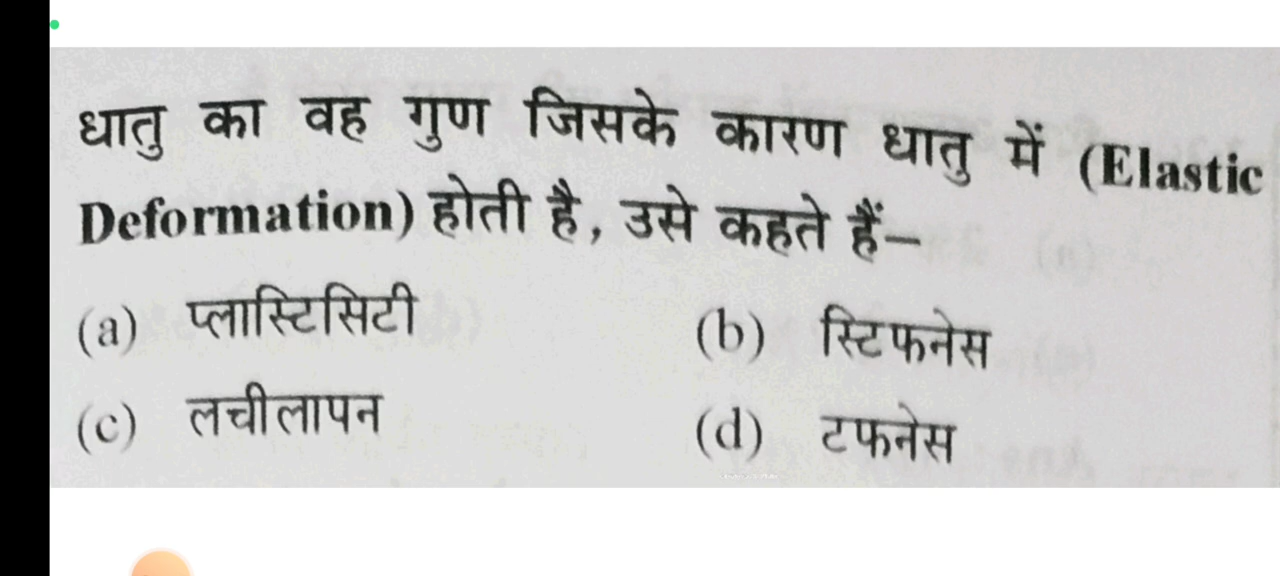 धातु का वह गुण जिसके कारण धातु में (Elastic
Deformation) होती है, उसे कहते हैं–
(a) प्लास्टिसिटी (b) स्टिफनेस
(c) लचीलापन (d) टफनेस